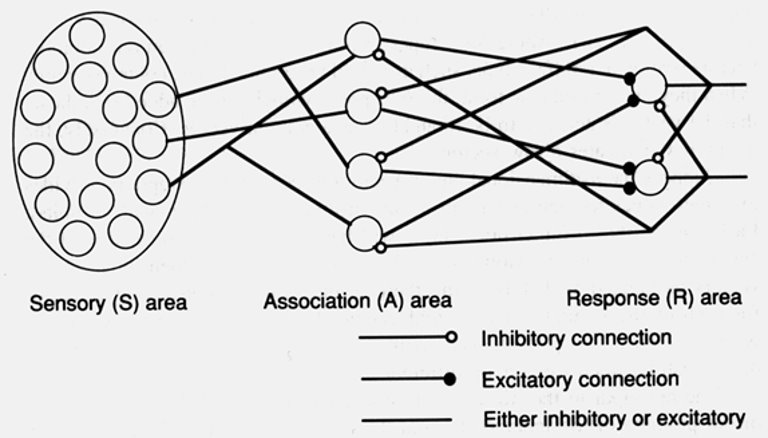 Sensory (S) area
Association (A) area
Response (R) area
Inhibitory connection
Excitatory connection
Either inhibitory or excitatory